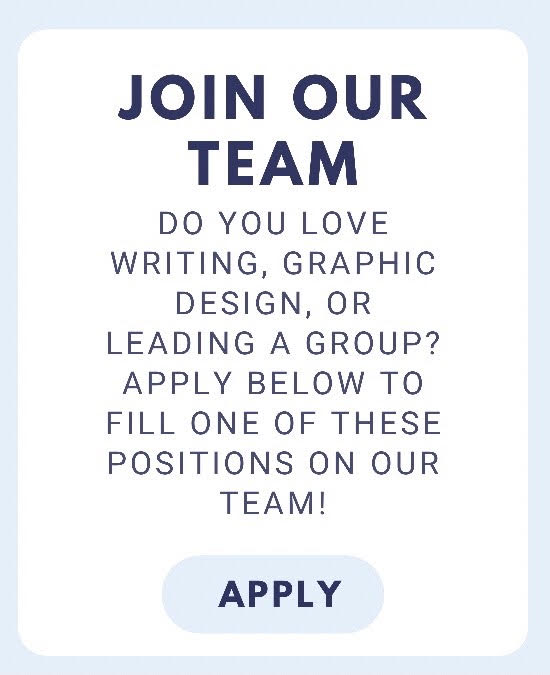 JOIN OUR
TEAM
DO YOU LOVE
WRITING, GRAPHIC
DESIGN, OR
LEADING A GROUP?
APPLY BELOW TO
FILL ONE OF THESE
POSITIONS ON OUR
TEAM!
APPLY